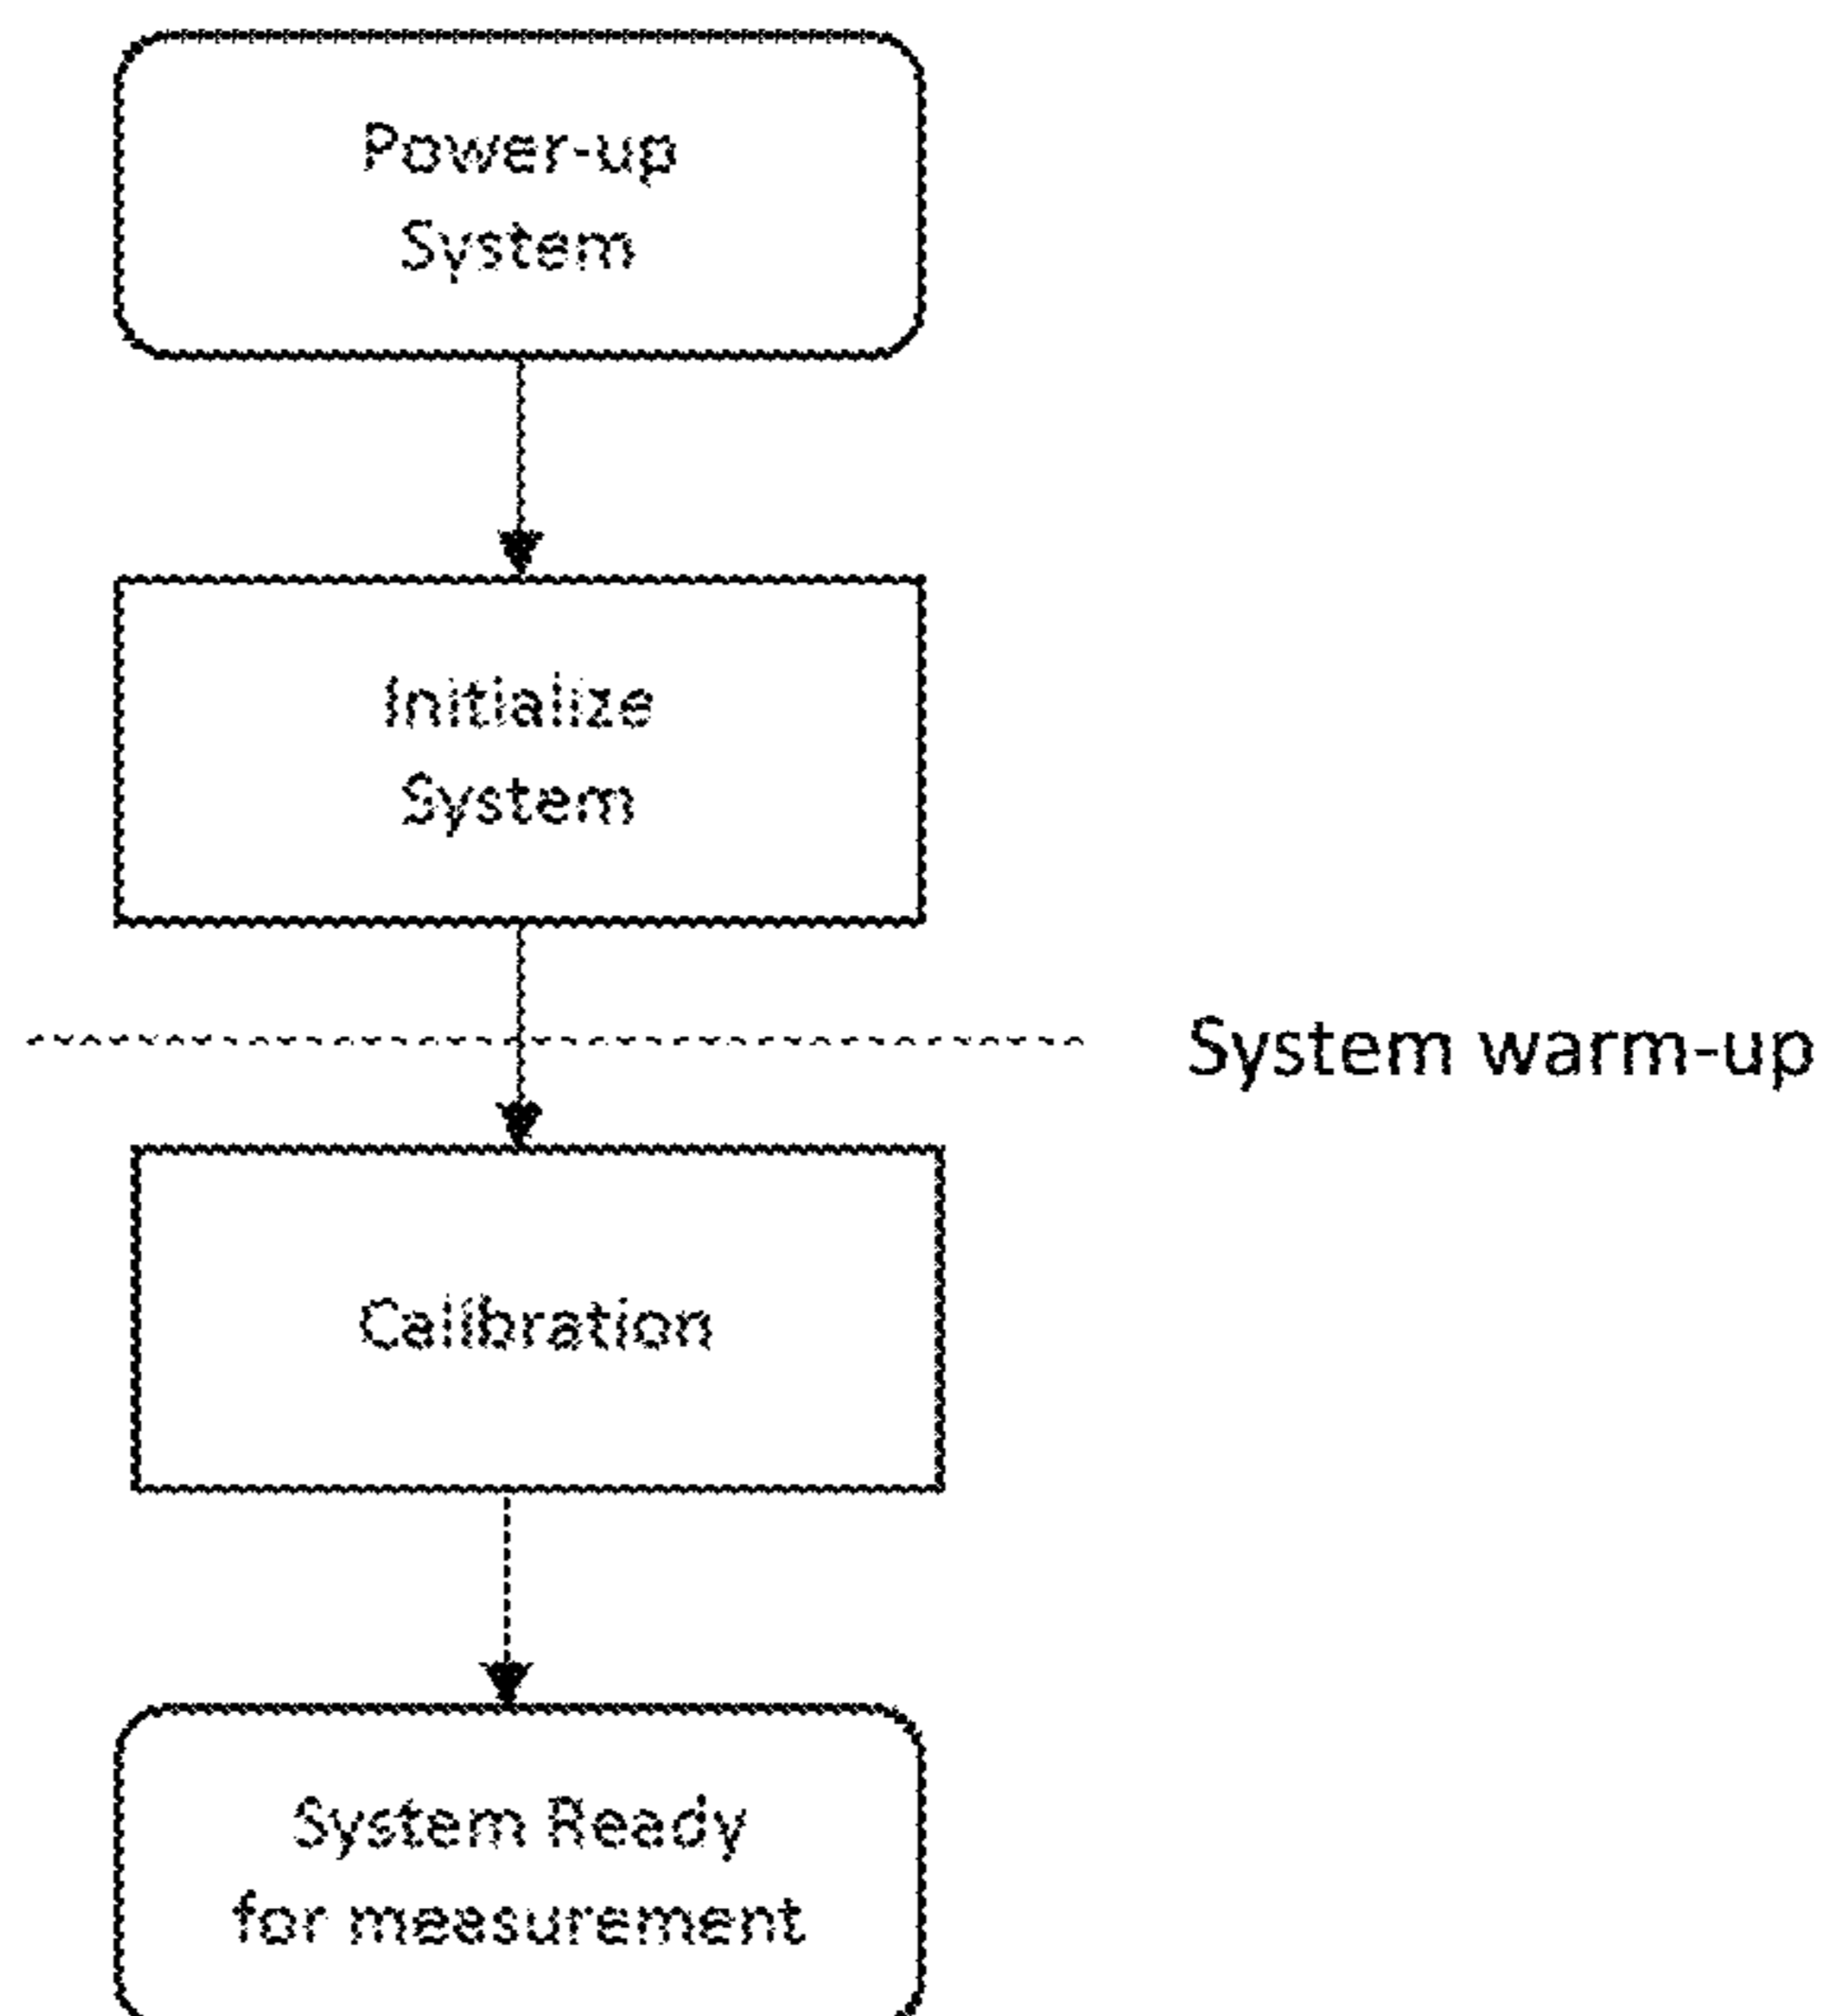 Power-up
System
Initialize
System
System warm-up
Calibration
System Ready
for measurement